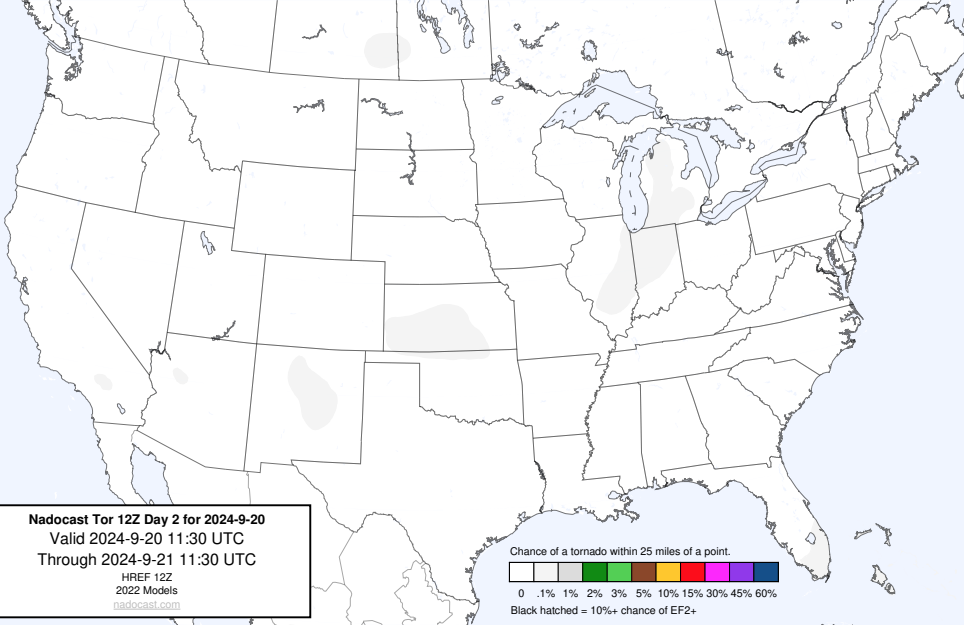 Nadocast Tor 12Z Day 2 for 2024-9-20
Valid 2024-9-20 11:30 UTC
Through 2024-9-21 11:30 UTC
HREF 12Z
2022 Models
nadocast.com
Chance of a tornado within 25 miles of a point.
0 .1% 1% 2% 3% 5% 10% 15% 30% 45% 60%
Black hatched = 10%+ chance of EF2+